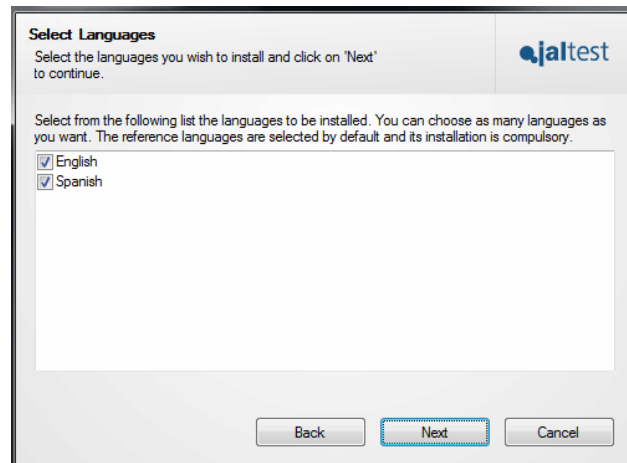 Select Languages
Select the languages you wish to install and click on 'Next'
to continue.
jaltest
Select from the following list the languages to be installed. You can choose as many languages as
you want. The reference languages are selected by default and its installation is compulsory.
English
Spanish
Back
Next
Cancel